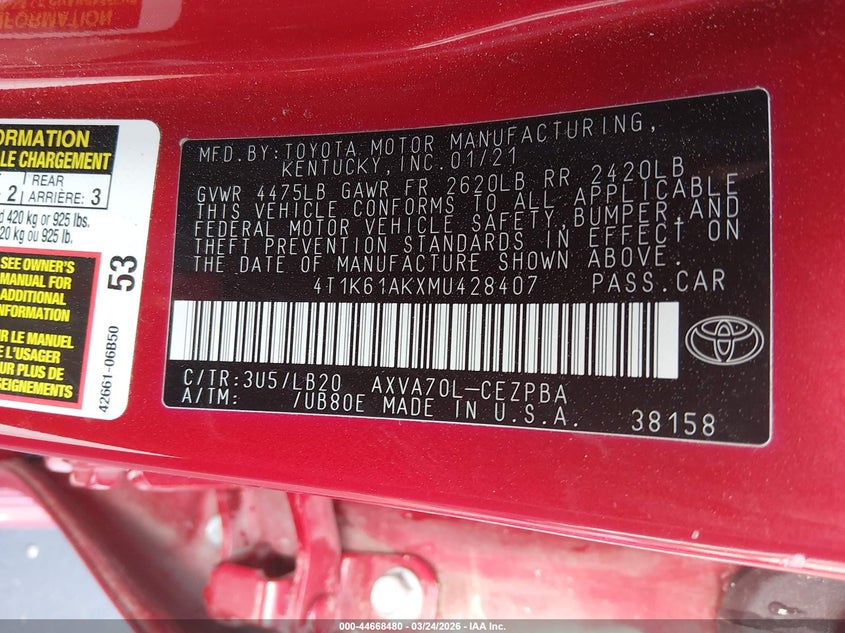 INFORMATION
ORMATION
LE CHARGEMENT
2
REAR
ARRIÈRE: 3
420 kg or 925 lbs.
20 kg ou 925 lb.
SEE OWNER'S
MANUAL FOR
ADDITIONAL
INFORMATION
LE MANUEL
L'USAGER
PLUS DE
53
42661-06B50
MFD.BY:TOYOTA MOTOR MANUFACTURING,
KENTUCKY, INC.01/21
GVWR 4475LB GAWR FR 2620LB RR 2420LB
THIS VEHICLE CONFORMS TO ALL APPLICABLE
FEDERAL MOTOR VEHICLE SAFETY, BUMPER, AND
THEFT PREVENTION STANDARDS IN EFFECT ON
THE DATE OF MANUFACTURE SHOWN ABOVE.
4T1K61AKXMU428407 PASS.CAR
C/TR:3U5/LB20 AXVA70L-CEZPBA
A/TM: /UB80E MADE IN U.S.A.
38158
000-44668480 - 03/24/2026 - IAA Inc.